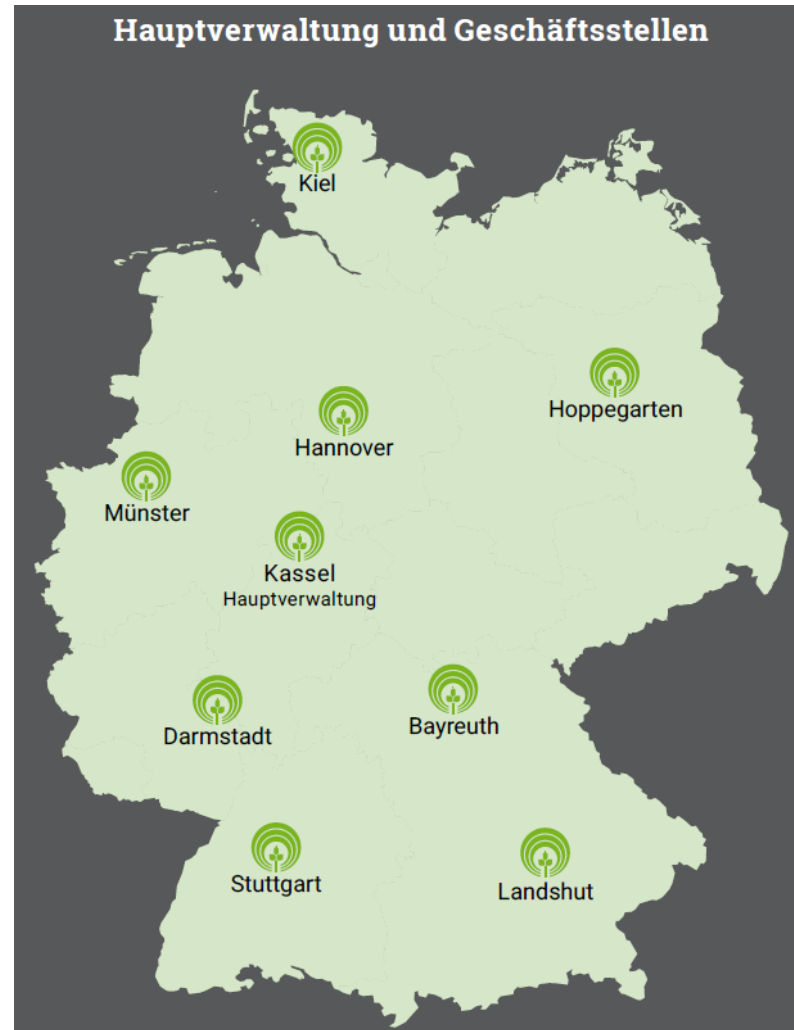 Hauptverwaltung und Geschäftsstellen
Kiel
Hoppegarten
Hannover
Münster
Kassel
Hauptverwaltung
Bayreuth
Darmstadt
Stuttgart
Landshut